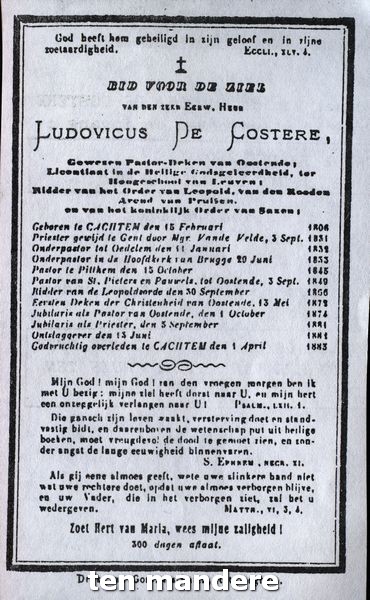 God heeft hem geheiligd in zijn geloof en in zijne
zoetaardigheid. ECCLI., XLV. 4.
BID VOOR DE ZIEL
VAN DEN ZEER EERW. HEER
LUDOVICUS DE COSTERE,
Gewezen Pastor-Deken van Oostende;
Licentiaat in de Heilige Godsgeleerdheid, ter
Hoogeschool van Leuven;
Ridder van het Order van Leopold, van den Rooden
Arend van Pruisen,
en van het koninklijk Order van Saxen;
Geboren te CACHTEM den 15 Februari 1806
Priester gewijd te Gent door Mgr. Vande Velde, 3 Sept. 1831
Onderpastor tot Oedelem den 11 Januari 1832
Onderpastor in de Hoofdkerk van Brugge 29 Juni 1833
Pastor te Pitthem den 15 October 1845
Pastor van St. Pieters en Pauwels, tot Oostende, 3 Sept. 1849
Ridder van de Leopoldsorde den 30 September 1856
Eersten Deken der Christenheid van Oostende, 13 Mei
Jubilaris als Pastor van Oostende, den 1 October 1874
Jubilaris als Priester, den 3 September 1881
Ontslaggever den 13 Juni 1881
Godvruchtig overleden te CACHTEM den 1 April 1883
Mijn God! mijn God! van den vroegen morgen ben ik
met U bezig: mijne ziel heeft dorst naar U, en mijn hert
een onzeggelijk verlangen naar U! PSALM., LXII. 1.
Die gansch zijn leven waakt, versterving doet en stand-
vastig bidt, en daarenboven de wetenschap put uit heilige
boeken, moet vreugdevol de dood te gemoet zien, en zon-
der angst de lange eeuwigheid binnenvaren.
S. EPHREM, NECR. XI.
Als gij eene almoes geeft, wete uwe slinkere hand niet
wat uwe rechtere doet, opdat uwe almoes verborgen blijve,
en uw Vader, die in het verborgen ziet, zal het u
wedergeven. MATTH., VI, 3, 4.
Zoet Hert van Maria, wees mijne zaligheid!
300 dagen aflaat.
ten mandere